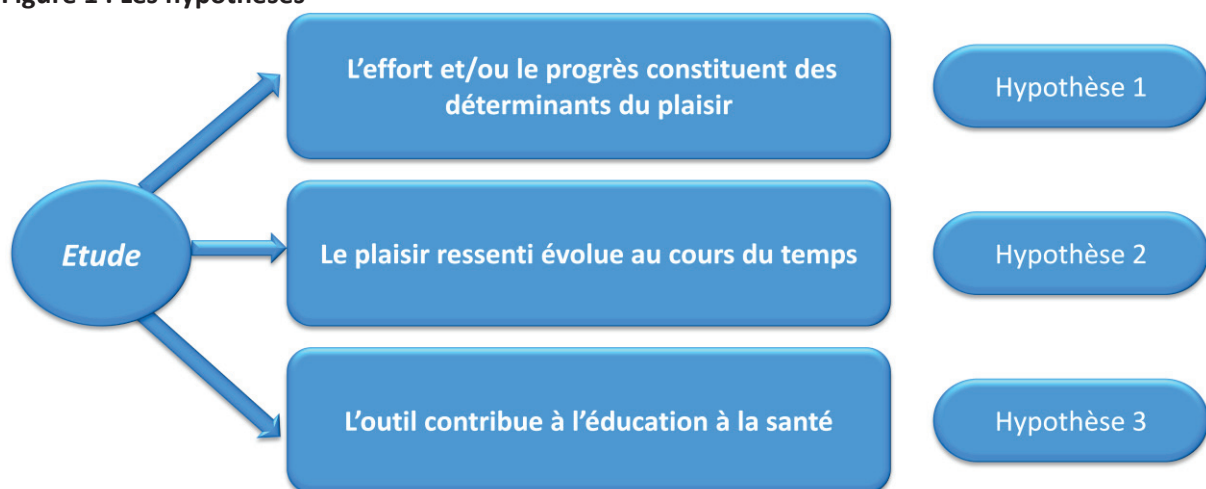 Figure 1 : Les hypothèses
L’effort et/ou le progrès constituent des
déterminants du plaisir
Hypothèse 1
Etude
Le plaisir ressenti évolue au cours du temps
Hypothèse 2
L’outil contribue à l’éducation à la santé
Hypothèse 3